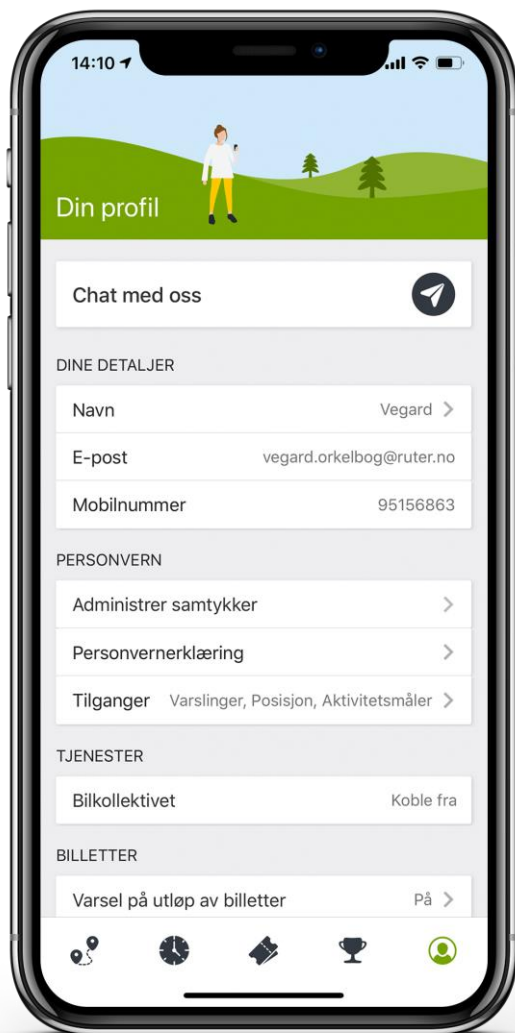 14:10
Din profil
Chat med oss
DINE DETALJER
Navn Vegard
E-post vegard.orkelbog@ruter.no
Mobilnummer 95156863
PERSONVERN
Administrer samtykker
Personvernerklæring
Tilganger Varslinger, Posisjon, Aktivitetsmåler
TJENESTER
Bilkollektivet Koble fra
BILLETTER
Varsel på utløp av billetter På